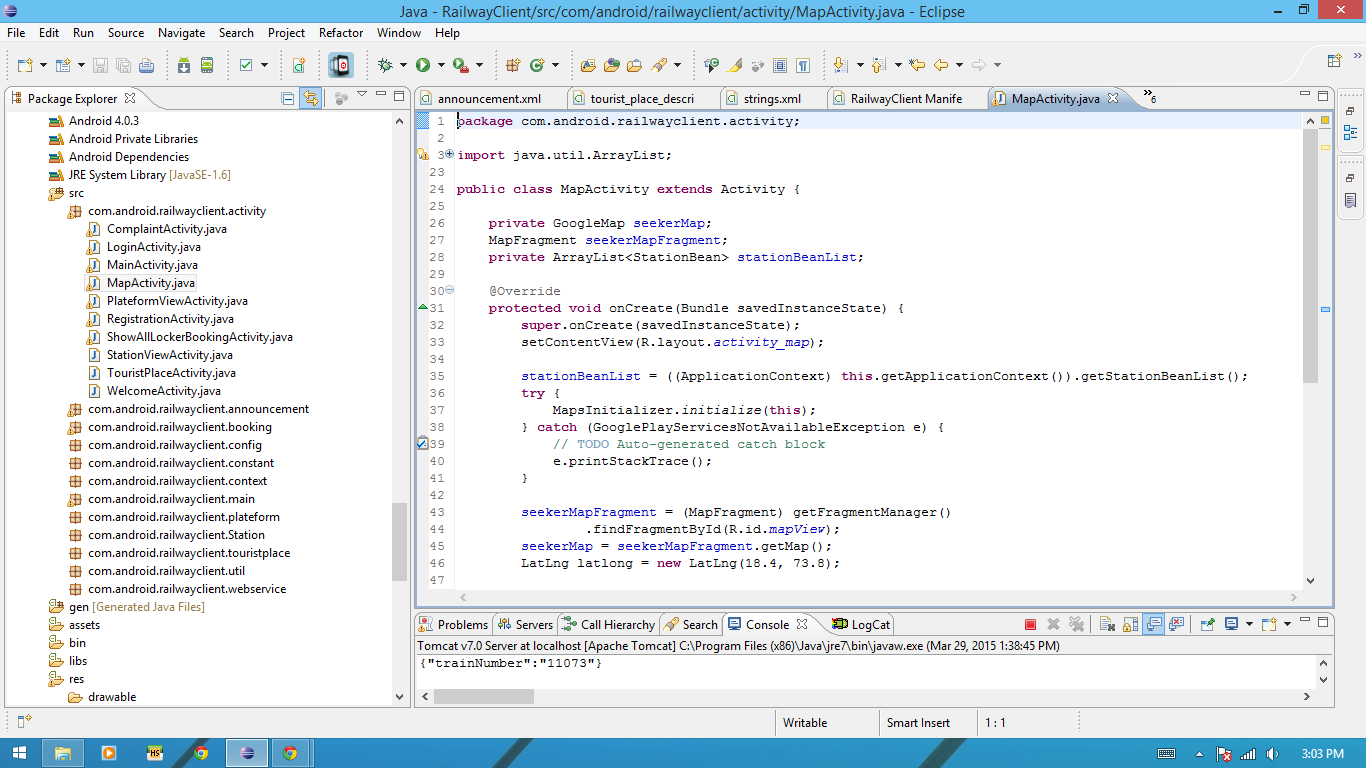 Java - RailwayClient/src/com/android/railwayclient/activity/MapActivity.java - Eclipse
File Edit Run Source Navigate Search Project Refactor Window Help
Package Explorer
Android 4.0.3
Android Private Libraries
Android Dependencies
JRE System Library [JavaSE-1.6]
src
com.android.railwayclient.activity
ComplaintActivity.java
LoginActivity.java
MainActivity.java
MapActivity.java
PlateformViewActivity.java
RegistrationActivity.java
ShowAllLockerBookingActivity.java
StationViewActivity.java
TouristPlaceActivity.java
WelcomeActivity.java
com.android.railwayclient.announcement
com.android.railwayclient.booking
com.android.railwayclient.config
com.android.railwayclient.constant
com.android.railwayclient.context
com.android.railwayclient.main
com.android.railwayclient.plateform
com.android.railwayclient.Station
com.android.railwayclient.touristplace
com.android.railwayclient.util
com.android.railwayclient.webservice
gen [Generated Java Files]
assets
bin
libs
res
drawable
announcement.xml tourist_place_descri strings.xml RailwayClient Manife MapActivity.java »6
1 package com.android.railwayclient.activity;
2
3 import java.util.ArrayList;
23
24 public class MapActivity extends Activity {
25
26 private GoogleMap seekerMap;
27 MapFragment seekerMapFragment;
28 private ArrayList<StationBean> stationBeanList;
29
30 @Override
31 protected void onCreate(Bundle savedInstanceState) {
32 super.onCreate(savedInstanceState);
33 setContentView(R.layout.activity_map);
34
35 stationBeanList = ((ApplicationContext) this.getApplicationContext()).getStationBeanList();
36 try {
37 MapsInitializer.initialize(this);
38 } catch (GooglePlayServicesNotAvailableException e) {
39 // TODO Auto-generated catch block
40 e.printStackTrace();
41 }
42
43 seekerMapFragment = (MapFragment) getFragmentManager()
44 .findFragmentById(R.id.mapView);
45 seekerMap = seekerMapFragment.getMap();
46 LatLng latlong = new LatLng(18.4, 73.8);
47
Problems Servers Call Hierarchy Search Console LogCat
Tomcat v7.0 Server at localhost [Apache Tomcat] C:\Program Files (x86)\Java\jre7\bin\javaw.exe (Mar 29, 2015 1:38:45 PM)
{"trainNumber":"11073"}
Writable Smart Insert 1 : 1
HS 3:03 PM